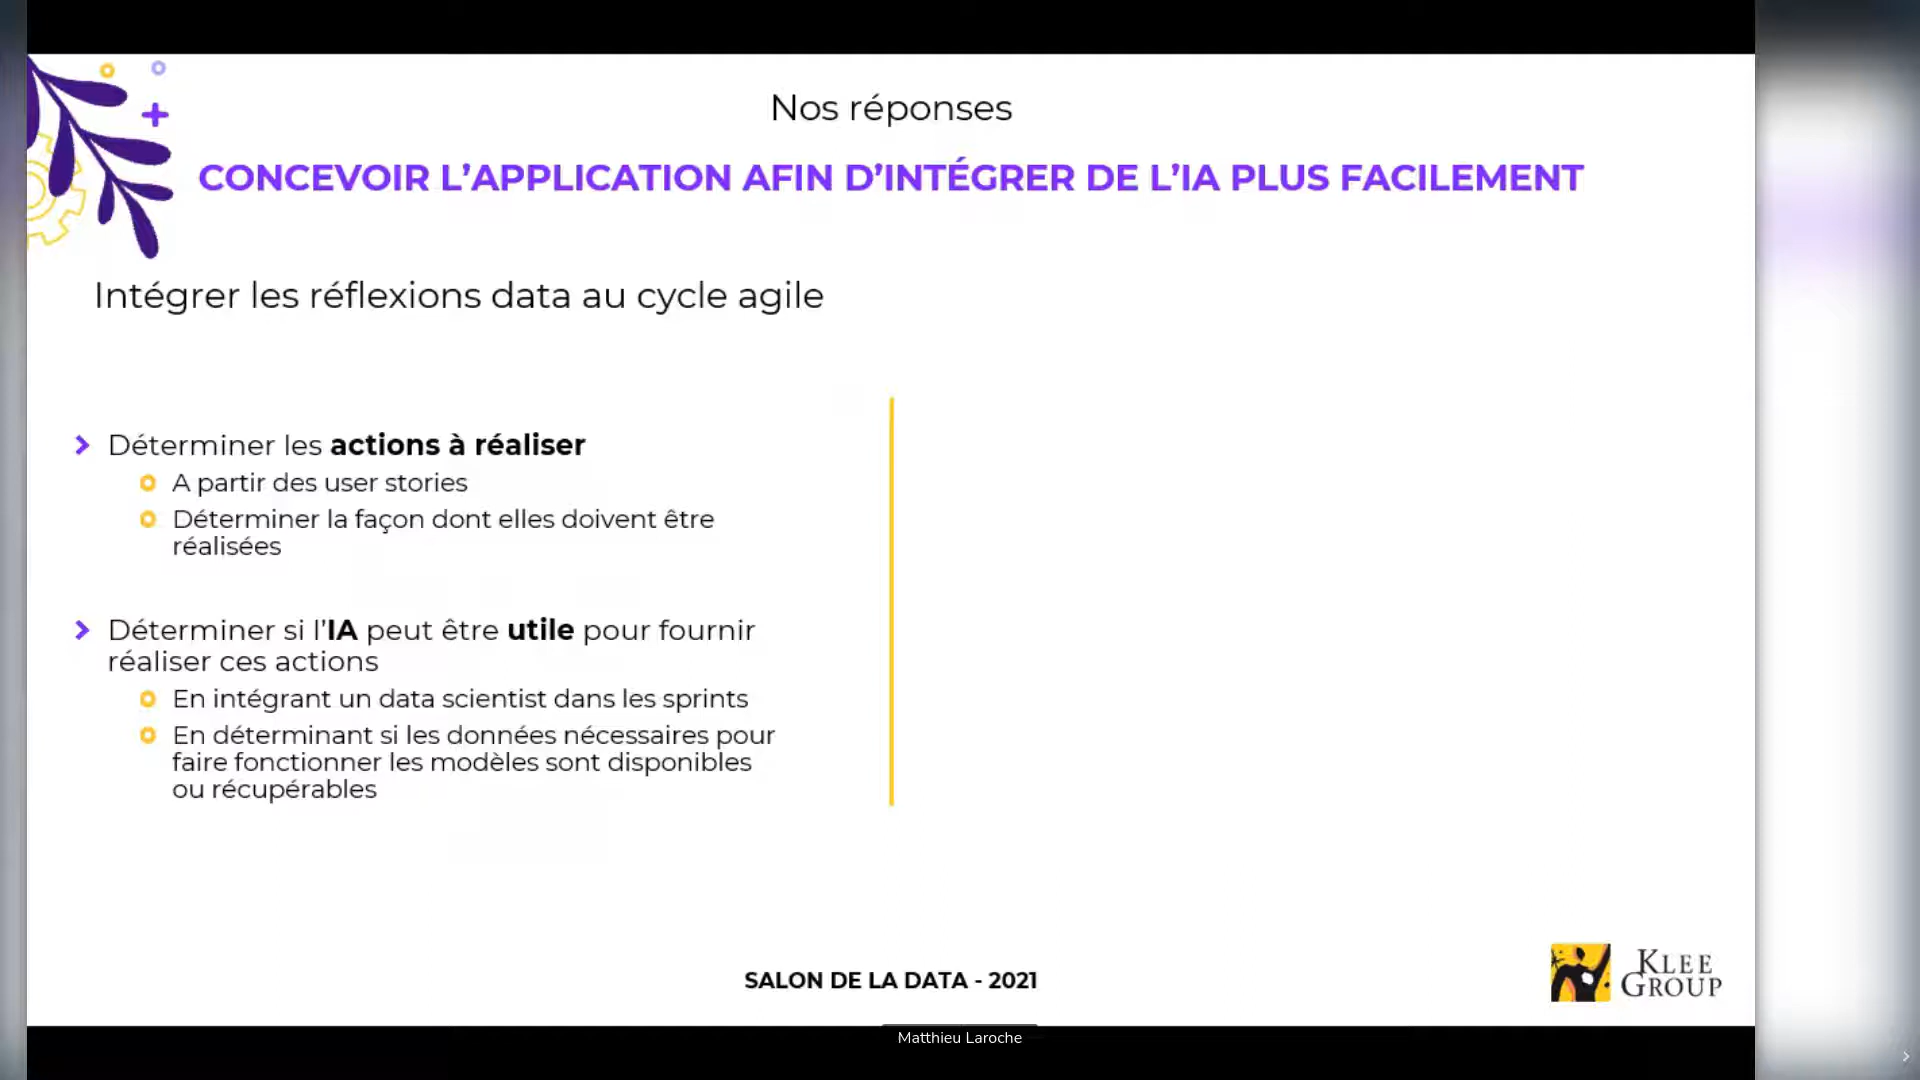 Nos réponses
CONCEVOIR L’APPLICATION AFIN D’INTÉGRER DE L’IA PLUS FACILEMENT
Intégrer les réflexions data au cycle agile
Déterminer les actions à réaliser
A partir des user stories
Déterminer la façon dont elles doivent être
réalisées
Déterminer si l’IA peut être utile pour fournir
réaliser ces actions
En intégrant un data scientist dans les sprints
En déterminant si les données nécessaires pour
faire fonctionner les modèles sont disponibles
ou récupérables
SALON DE LA DATA - 2021
KLEE
GROUP
Matthieu Laroche